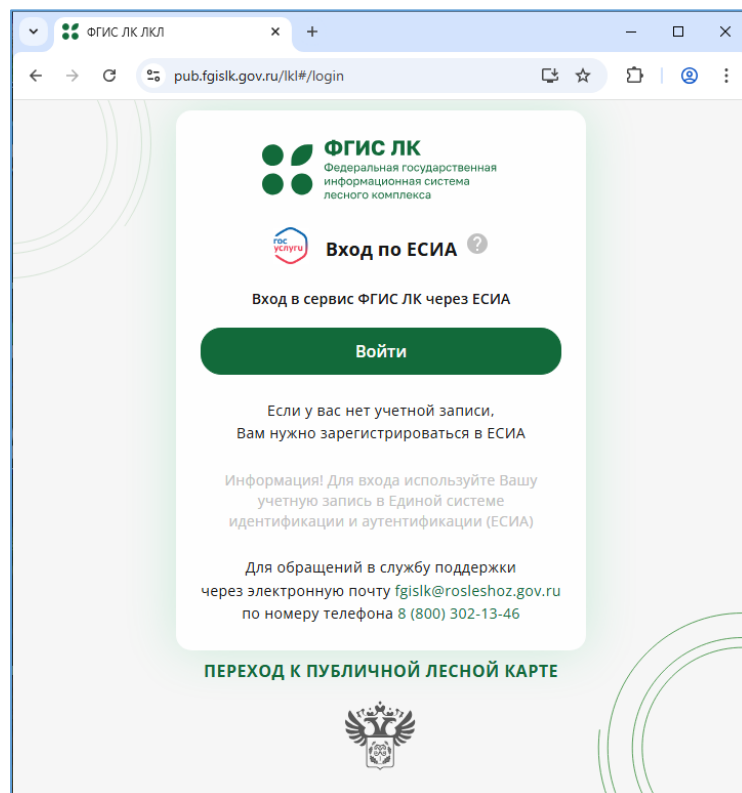 ФГИС ЛК ЛКЛ
pub.fgislk.gov.ru/lkl#/login
ФГИС ЛК
Федеральная государственная
информационная система
лесного комплекса
гос
услуги
Вход по ЕСИА ?
Вход в сервис ФГИС ЛК через ЕСИА
Войти
Если у вас нет учетной записи,
Вам нужно зарегистрироваться в ЕСИА
Информация! Для входа используйте Вашу
учетную запись в Единой системе
идентификации и аутентификации (ЕСИА)
Для обращений в службу поддержки
через электронную почту fgislk@rosleshoz.gov.ru
по номеру телефона 8 (800) 302-13-46
ПЕРЕХОД К ПУБЛИЧНОЙ ЛЕСНОЙ КАРТЕ